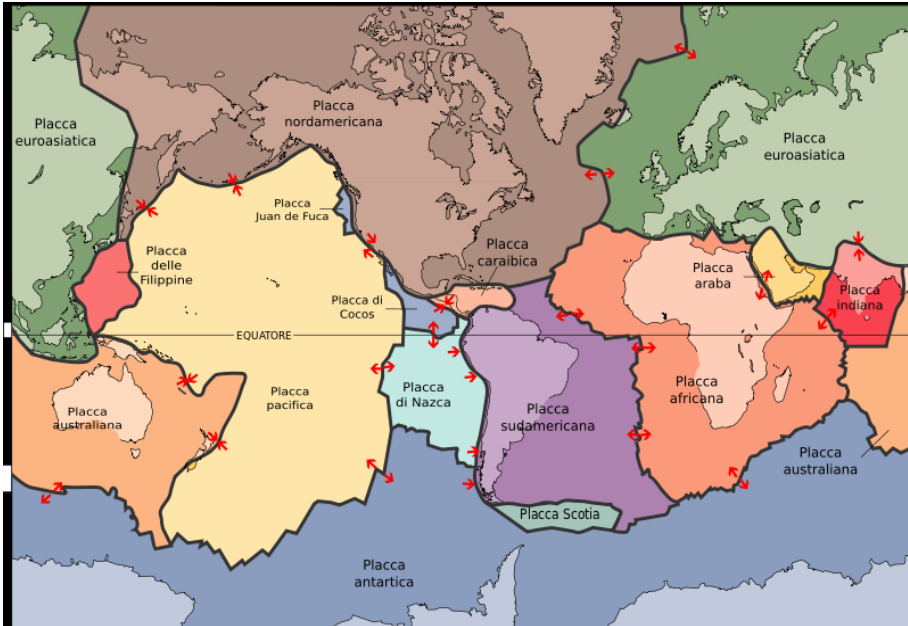 Placca
nordamericana
Placca
euroasiatica
Placca
euroasiatica
Placca
Juan de Fuca
Placca
delle
Filippine
Placca
caraibica
Placca
araba
Placca
indiana
Placca di
Cocos
EQUATORE
Placca
pacifica
Placca
di Nazca
Placca
africana
Placca
australiana
Placca
sudamericana
Placca
australiana
Placca Scotia
Placca
antartica